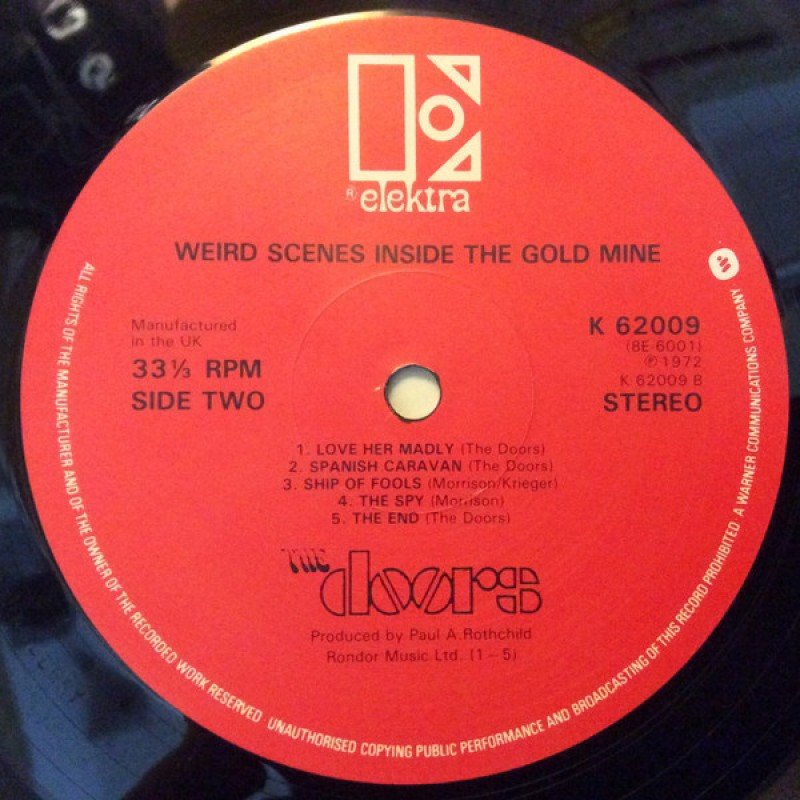 ® elektra
WEIRD SCENES INSIDE THE GOLD MINE
Manufactured
in the UK
33⅓ RPM
SIDE TWO
K 62009
(8E-6001)
℗ 1972
K 62009 B
STEREO
1. LOVE HER MADLY (The Doors)
2. SPANISH CARAVAN (The Doors)
3. SHIP OF FOOLS (Morrison/Krieger)
4. THE SPY (Morrison)
5. THE END (The Doors)
THE doors
Produced by Paul A.Rothchild
Rondor Music Ltd. (1–5)
ALL RIGHTS OF THE MANUFACTURER AND OF THE OWNER OF THE RECORDED WORK RESERVED UNAUTHORISED COPYING PUBLIC PERFORMANCE AND BROADCASTING OF THIS RECORD PROHIBITED A WARNER COMMUNICATIONS COMPANY